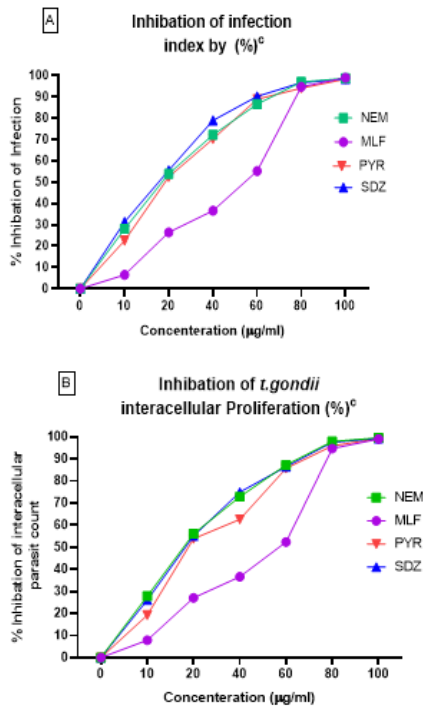 A
Inhibation of infection
index by (%)c
% Inhibation of Infection
100
90
80
70
60
50
40
30
20
10
0
NEM
MLF
PYR
SDZ
0 10 20 40 60 80 100
Concenteration (µg/ml)
B
Inhibation of t.gondii
interacellular Proliferation (%)c
% Inhibation of interacellular
parasit count
100
90
80
70
60
50
40
30
20
10
0
NEM
MLF
PYR
SDZ
0 10 20 40 60 80 100
Concenteration (µg/ml)